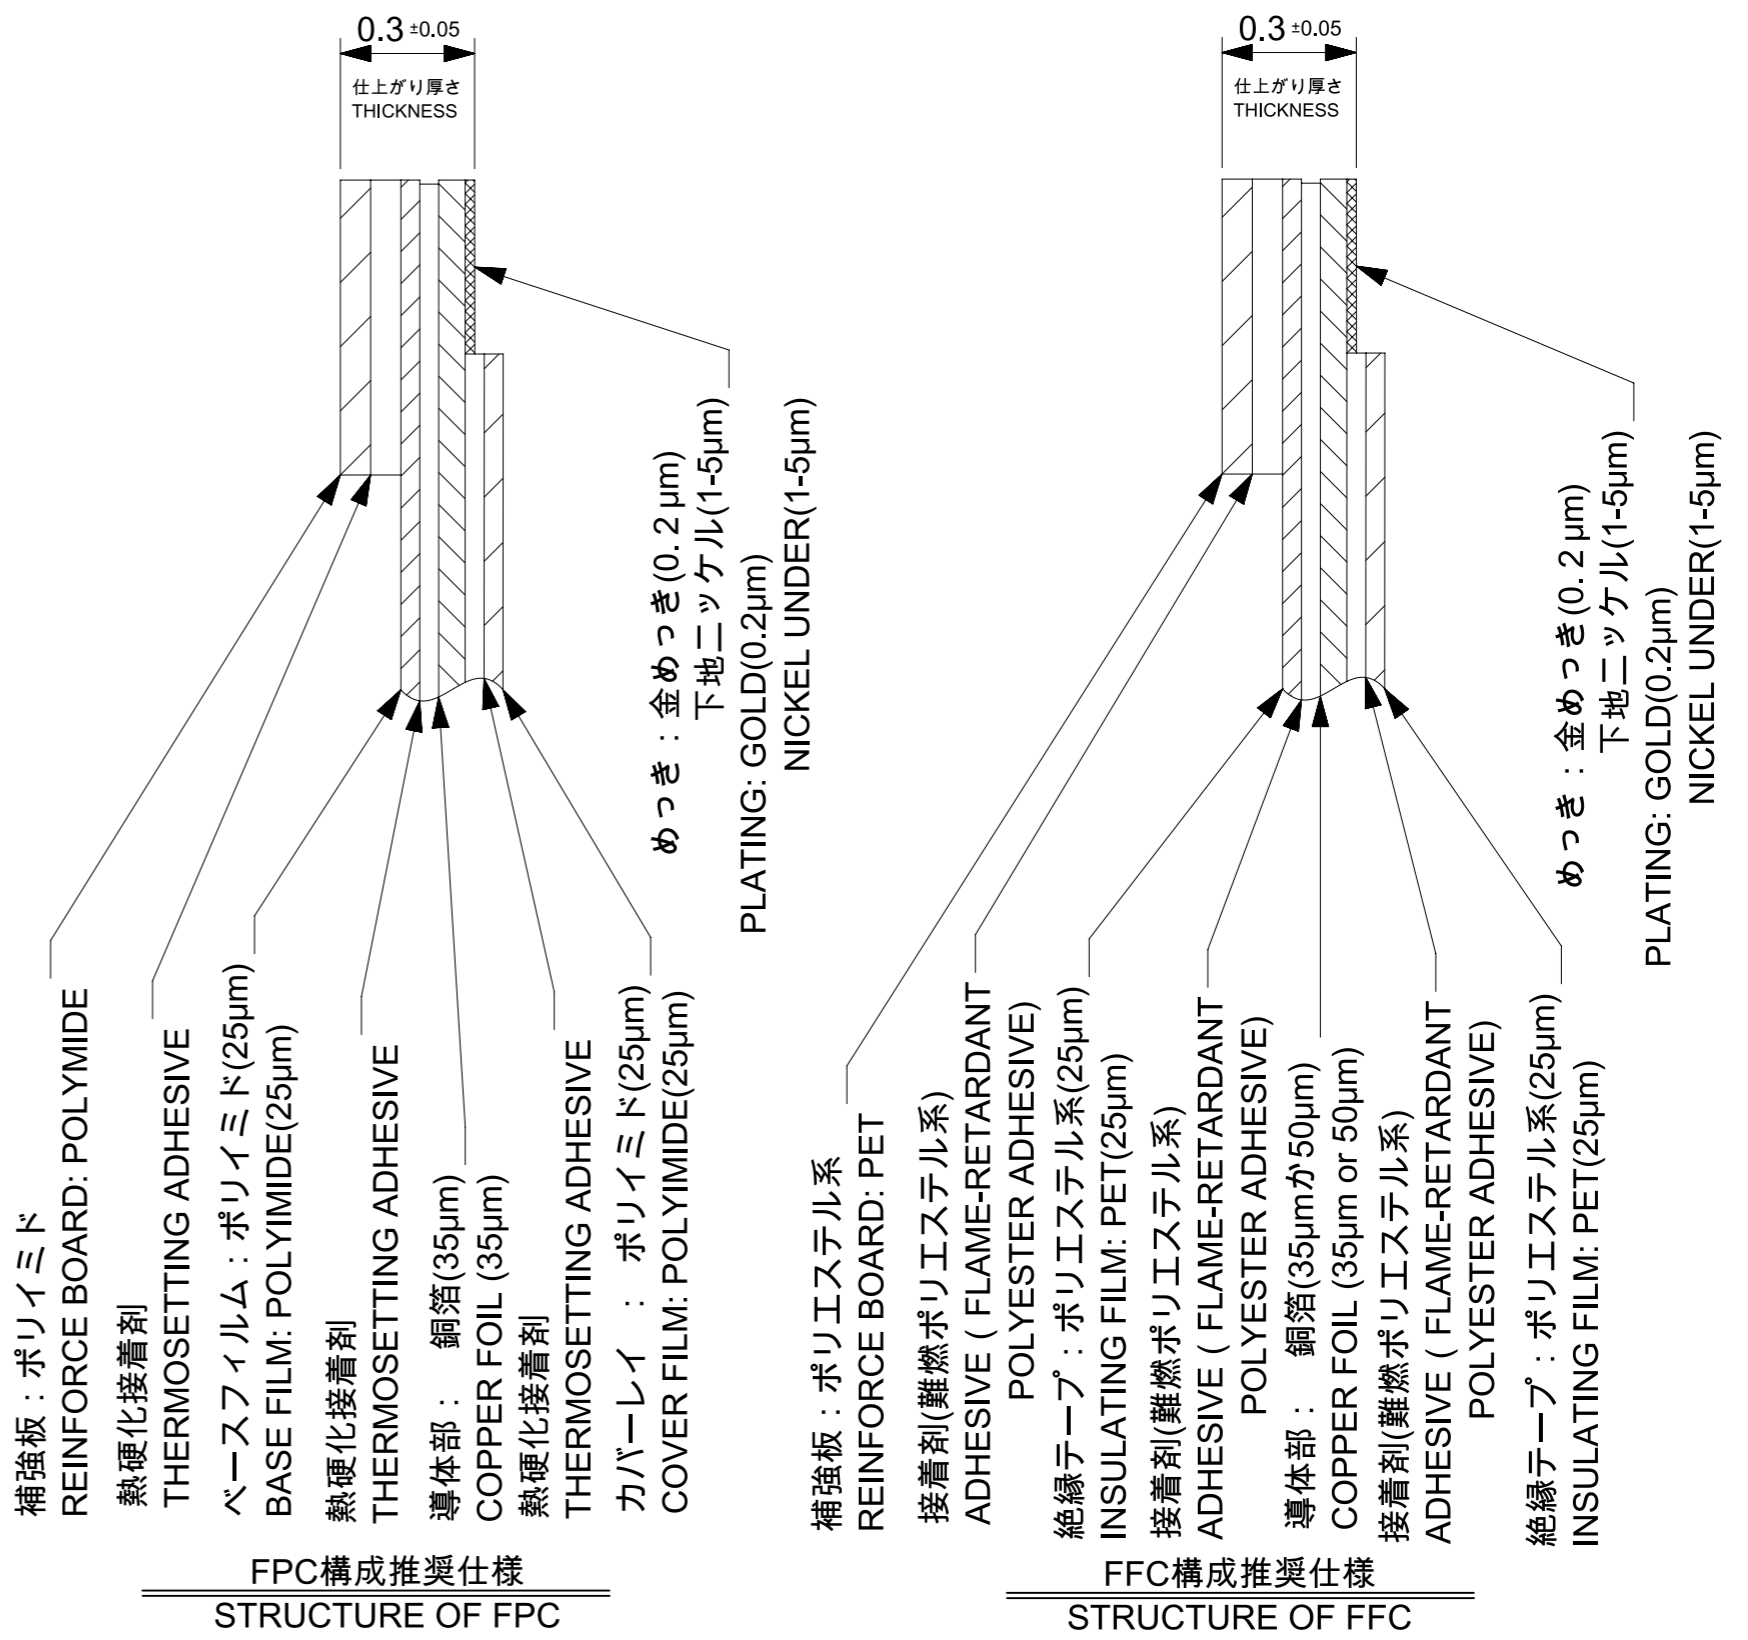 0.3 ±0.05
仕上がり厚さ
THICKNESS
めっき：金めっき(0.2μm)
下地ニッケル(1-5μm)
PLATING: GOLD(0.2μm)
NICKEL UNDER(1-5μm)
補強板：ポリイミド
REINFORCE BOARD: POLYMIDE
熱硬化接着剤
THERMOSETTING ADHESIVE
ベースフィルム：ポリイミド(25μm)
BASE FILM: POLYIMIDE(25μm)
熱硬化接着剤
THERMOSETTING ADHESIVE
導体部： 銅箔(35μm)
COPPER FOIL (35μm)
熱硬化接着剤
THERMOSETTING ADHESIVE
カバーレイ ： ポリイミド(25μm)
COVER FILM: POLYIMIDE(25μm)
FPC構成推奨仕様
STRUCTURE OF FPC
0.3 ±0.05
仕上がり厚さ
THICKNESS
めっき：金めっき(0.2μm)
下地ニッケル(1-5μm)
PLATING: GOLD(0.2μm)
NICKEL UNDER(1-5μm)
補強板：ポリエステル系
REINFORCE BOARD: PET
接着剤(難燃ポリエステル系)
ADHESIVE ( FLAME-RETARDANT
POLYESTER ADHESIVE)
絶縁テープ：ポリエステル系(25μm)
INSULATING FILM: PET(25μm)
接着剤(難燃ポリエステル系)
ADHESIVE ( FLAME-RETARDANT
POLYESTER ADHESIVE)
導体部： 銅箔(35μmか50μm)
COPPER FOIL (35μm or 50μm)
接着剤(難燃ポリエステル系)
ADHESIVE ( FLAME-RETARDANT
POLYESTER ADHESIVE)
絶縁テープ：ポリエステル系(25μm)
INSULATING FILM: PET(25μm)
FFC構成推奨仕様
STRUCTURE OF FFC